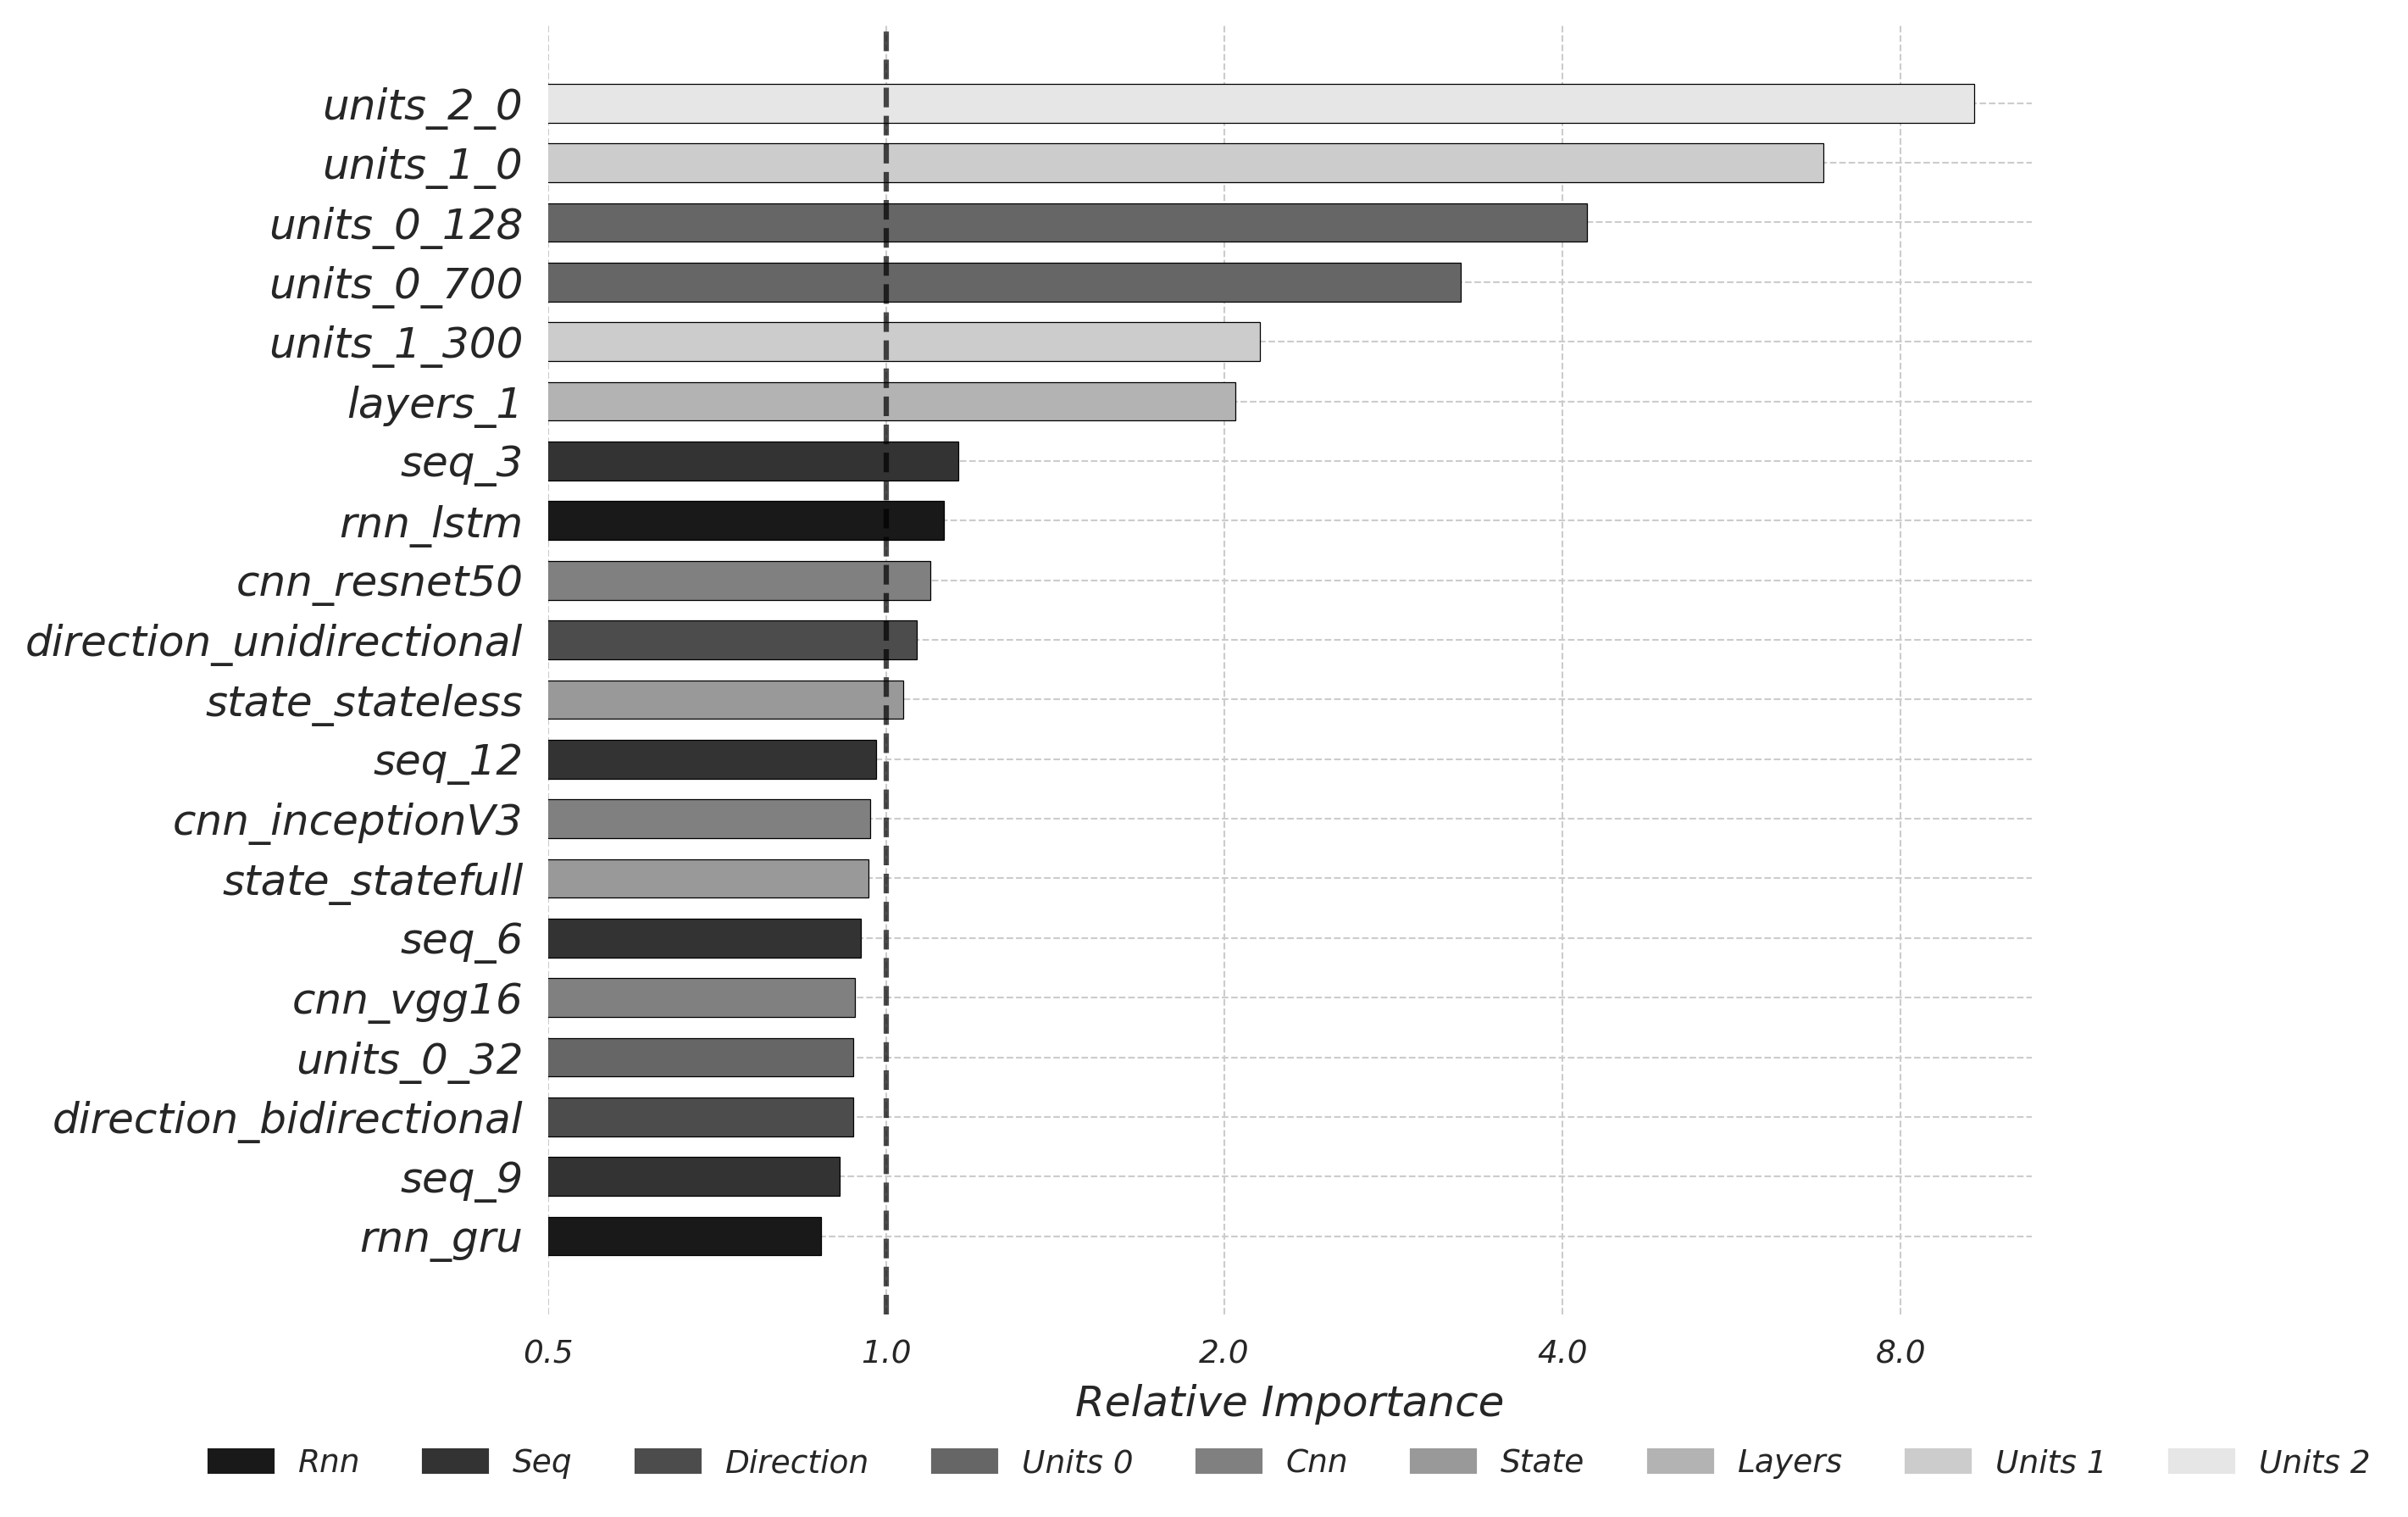 units_2_0
units_1_0
units_0_128
units_0_700
units_1_300
layers_1
seq_3
rnn_lstm
cnn_resnet50
direction_unidirectional
state_stateless
seq_12
cnn_inceptionV3
state_statefull
seq_6
cnn_vgg16
units_0_32
direction_bidirectional
seq_9
rnn_gru
0.5 1.0 2.0 4.0 8.0
Relative Importance
Rnn Seq Direction Units 0 Cnn State Layers Units 1 Units 2